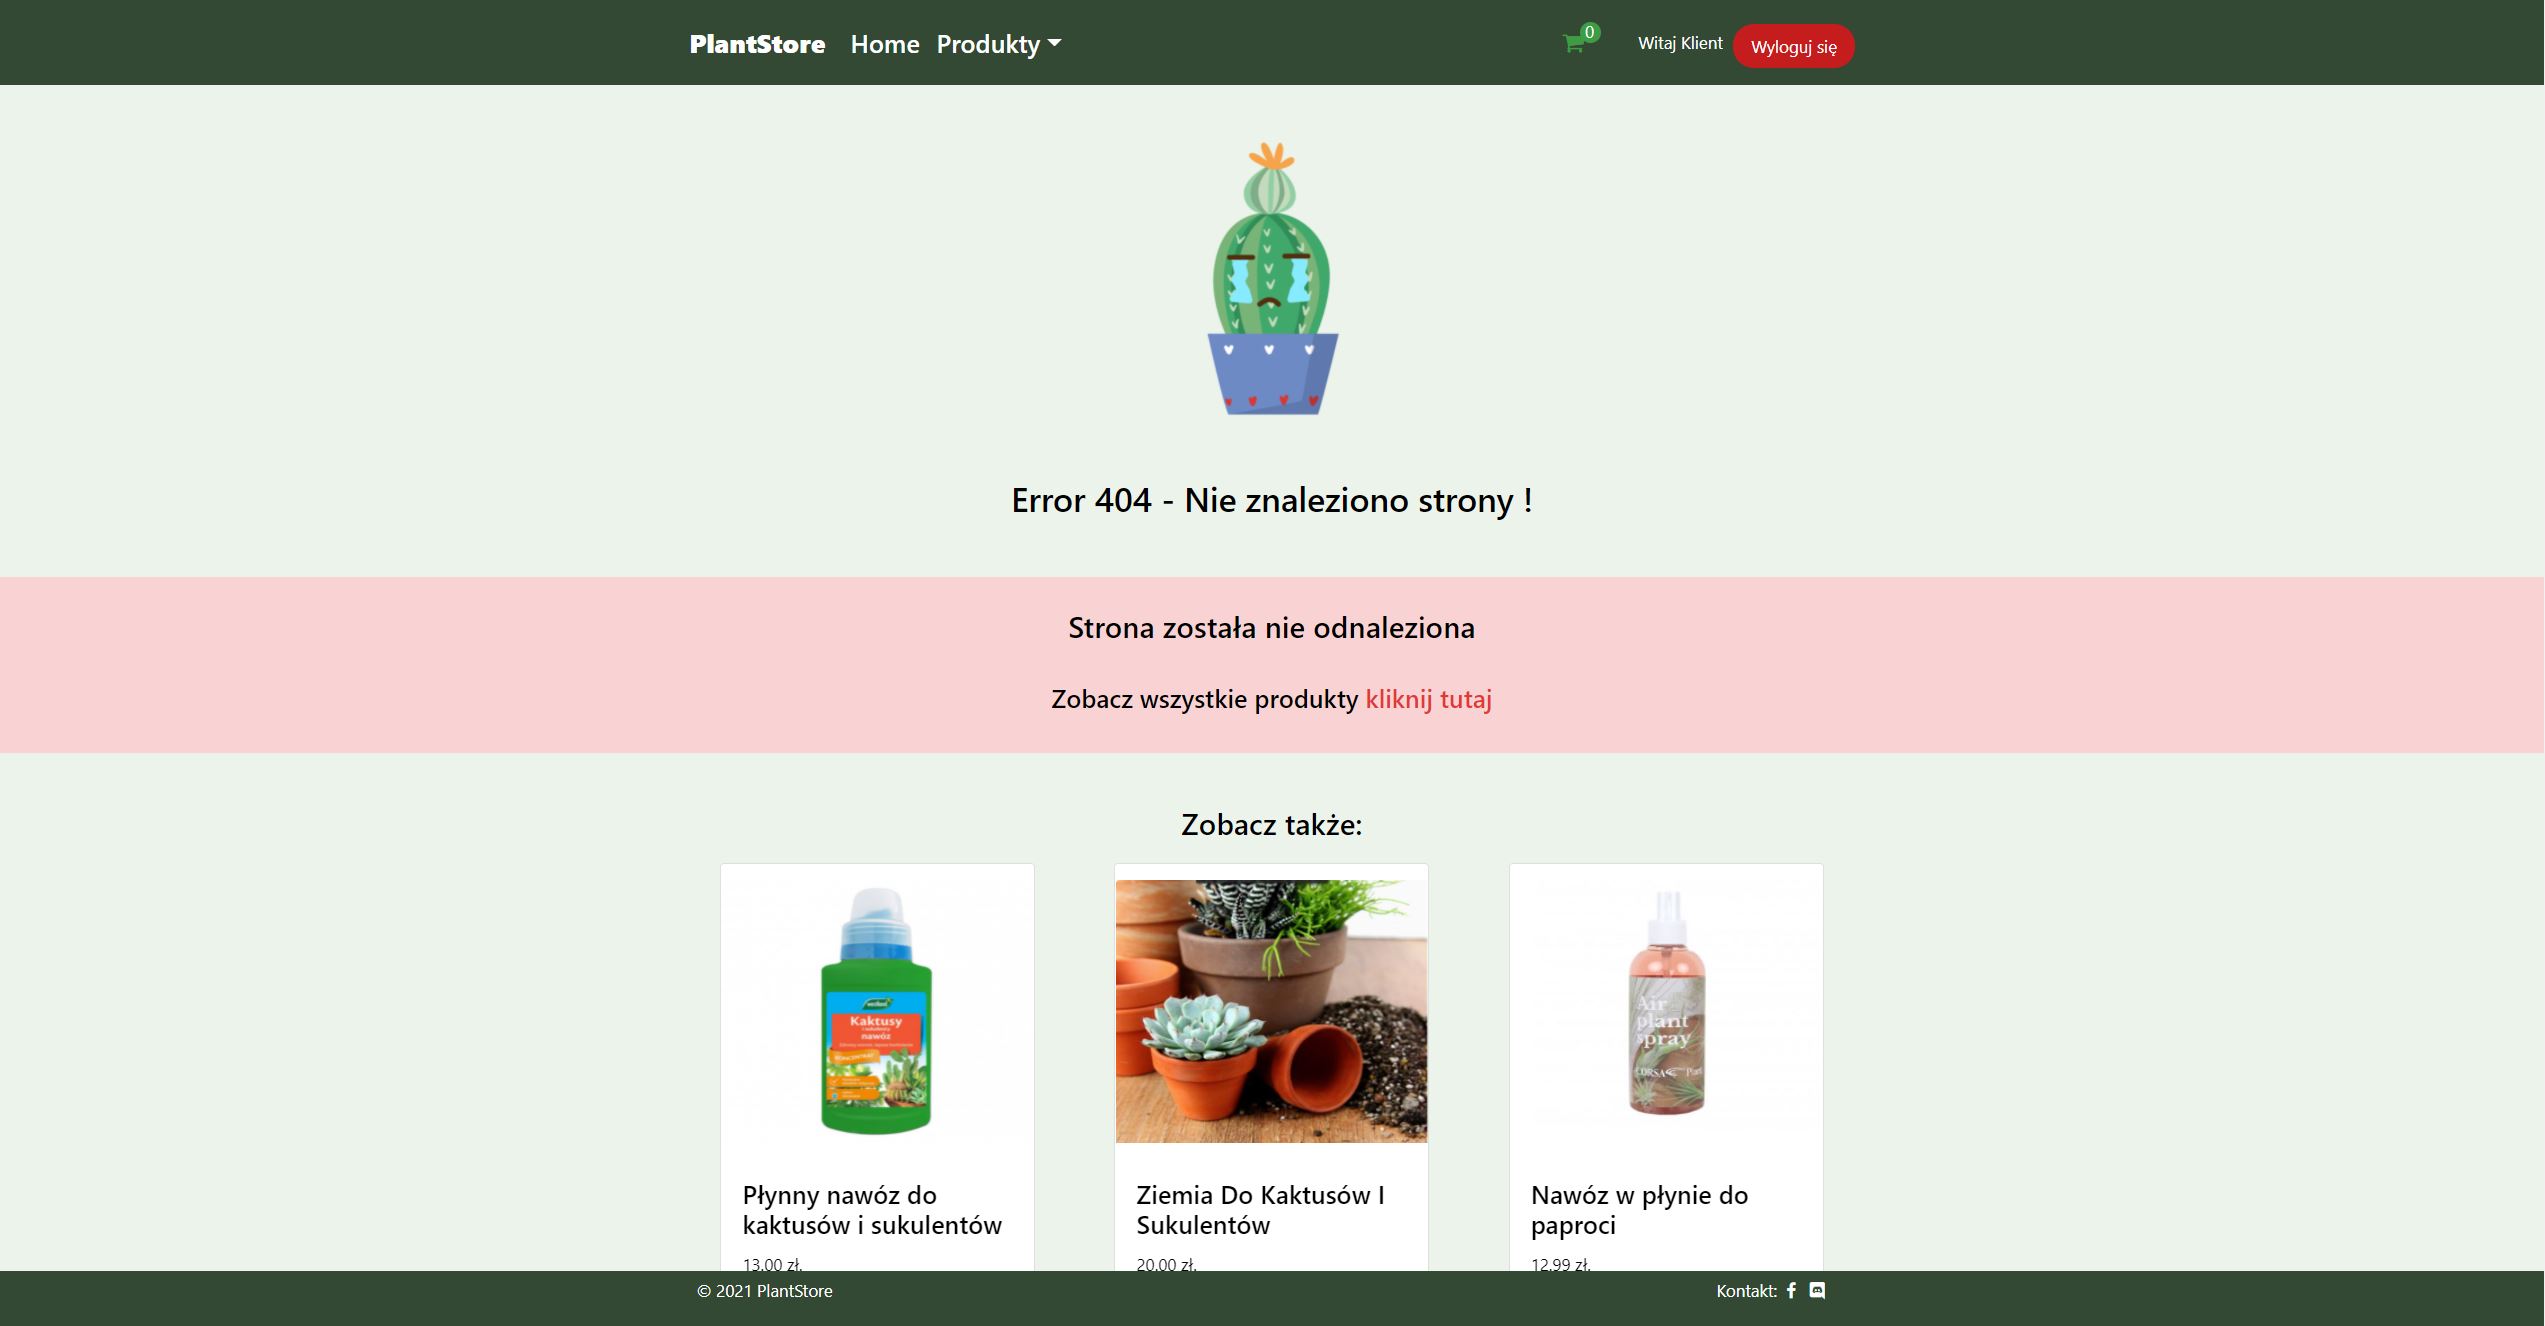 PlantStore Home Produkty
0
Witaj Klient Wyloguj się
Error 404 - Nie znaleziono strony !
Strona została nie odnaleziona
Zobacz wszystkie produkty kliknij tutaj
Zobacz także:
Kaktusy
i sukulenty
nawóz
KONCENTRAT
Air
plant
spray
CORSA Plant
Płynny nawóz do
kaktusów i sukulentów
13.00 zł.
Ziemia Do Kaktusów I
Sukulentów
20.00 zł.
Nawóz w płynie do
paproci
12.99 zł.
© 2021 PlantStore
Kontakt: